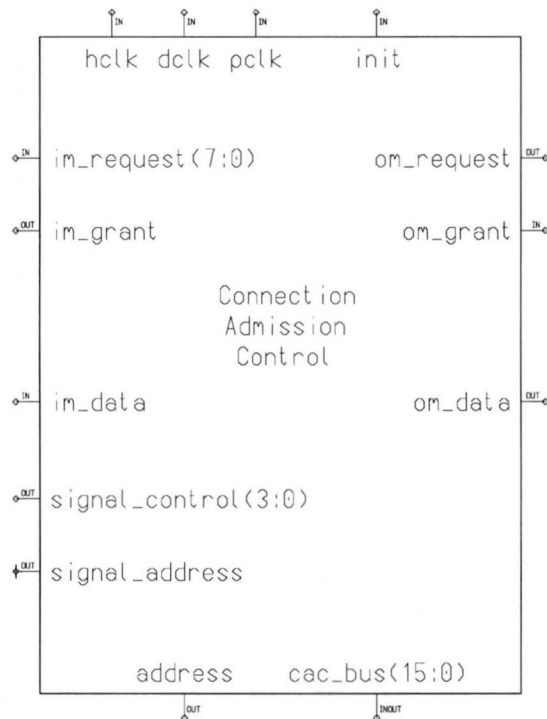 IN IN IN IN
hclk dclk pclk init
IN im_request(7:0) om_request OUT
OUT im_grant om_grant IN
Connection
Admission
Control
IN im_data om_data OUT
OUT signal_control(3:0)
OUT signal_address
address cac_bus(15:0)
OUT INOUT